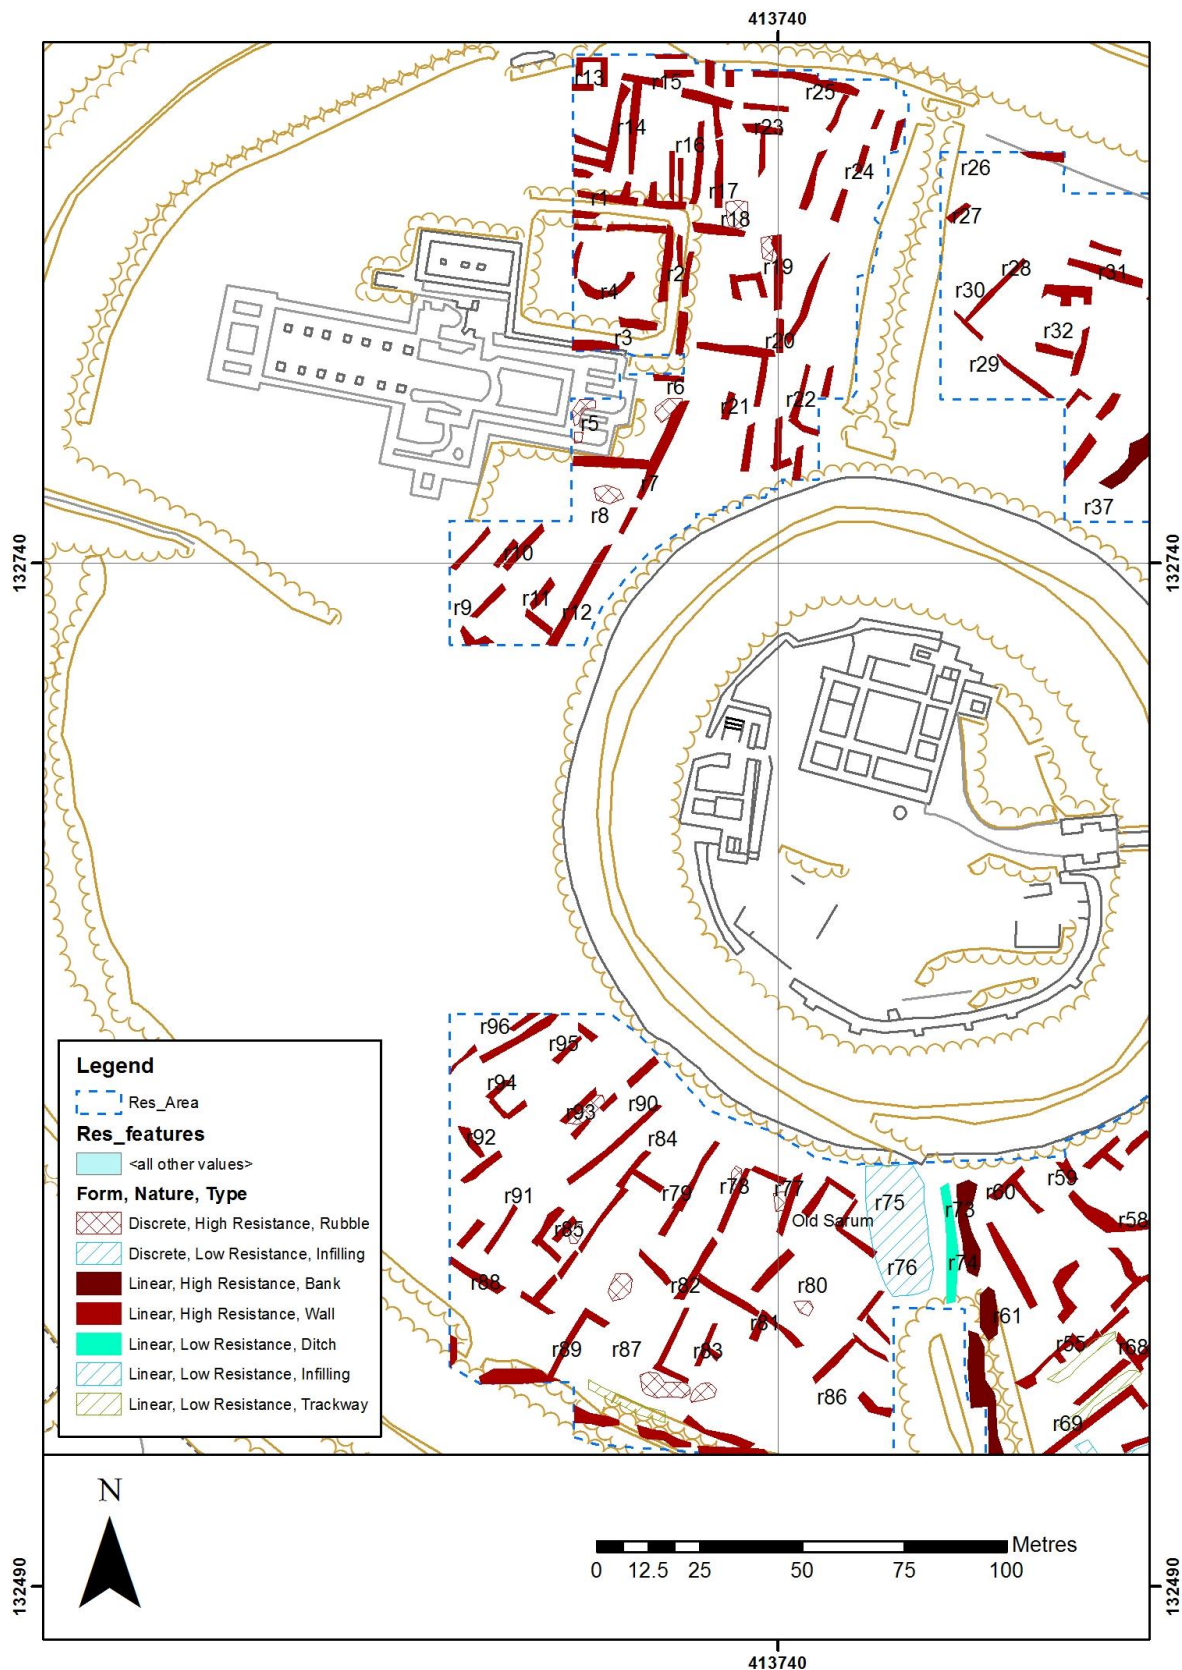 413740
r13
r15
r25
r14
r23
r16
r24
r26
r1
r17
r18
r27
r2
r19
r28
r31
r4
r30
r3
r20
r32
r29
r6
r21
r22
r5
r7
r37
r8
132740
132740
r10
r9
r11
r12
r96
r95
r94
r93
r90
r92
r84
r59
r91
r79
r78
r77
r75
r73
r60
r58
Old Sarum
r85
r76
r74
r88
r82
r80
r61
r81
r89
r87
r83
r55
r68
r86
r69
Legend
Res_Area
Res_features
<all other values>
Form, Nature, Type
Discrete, High Resistance, Rubble
Discrete, Low Resistance, Infilling
Linear, High Resistance, Bank
Linear, High Resistance, Wall
Linear, Low Resistance, Ditch
Linear, Low Resistance, Infilling
Linear, Low Resistance, Trackway
N
Metres
0 12.5 25 50 75 100
132490
132490
413740